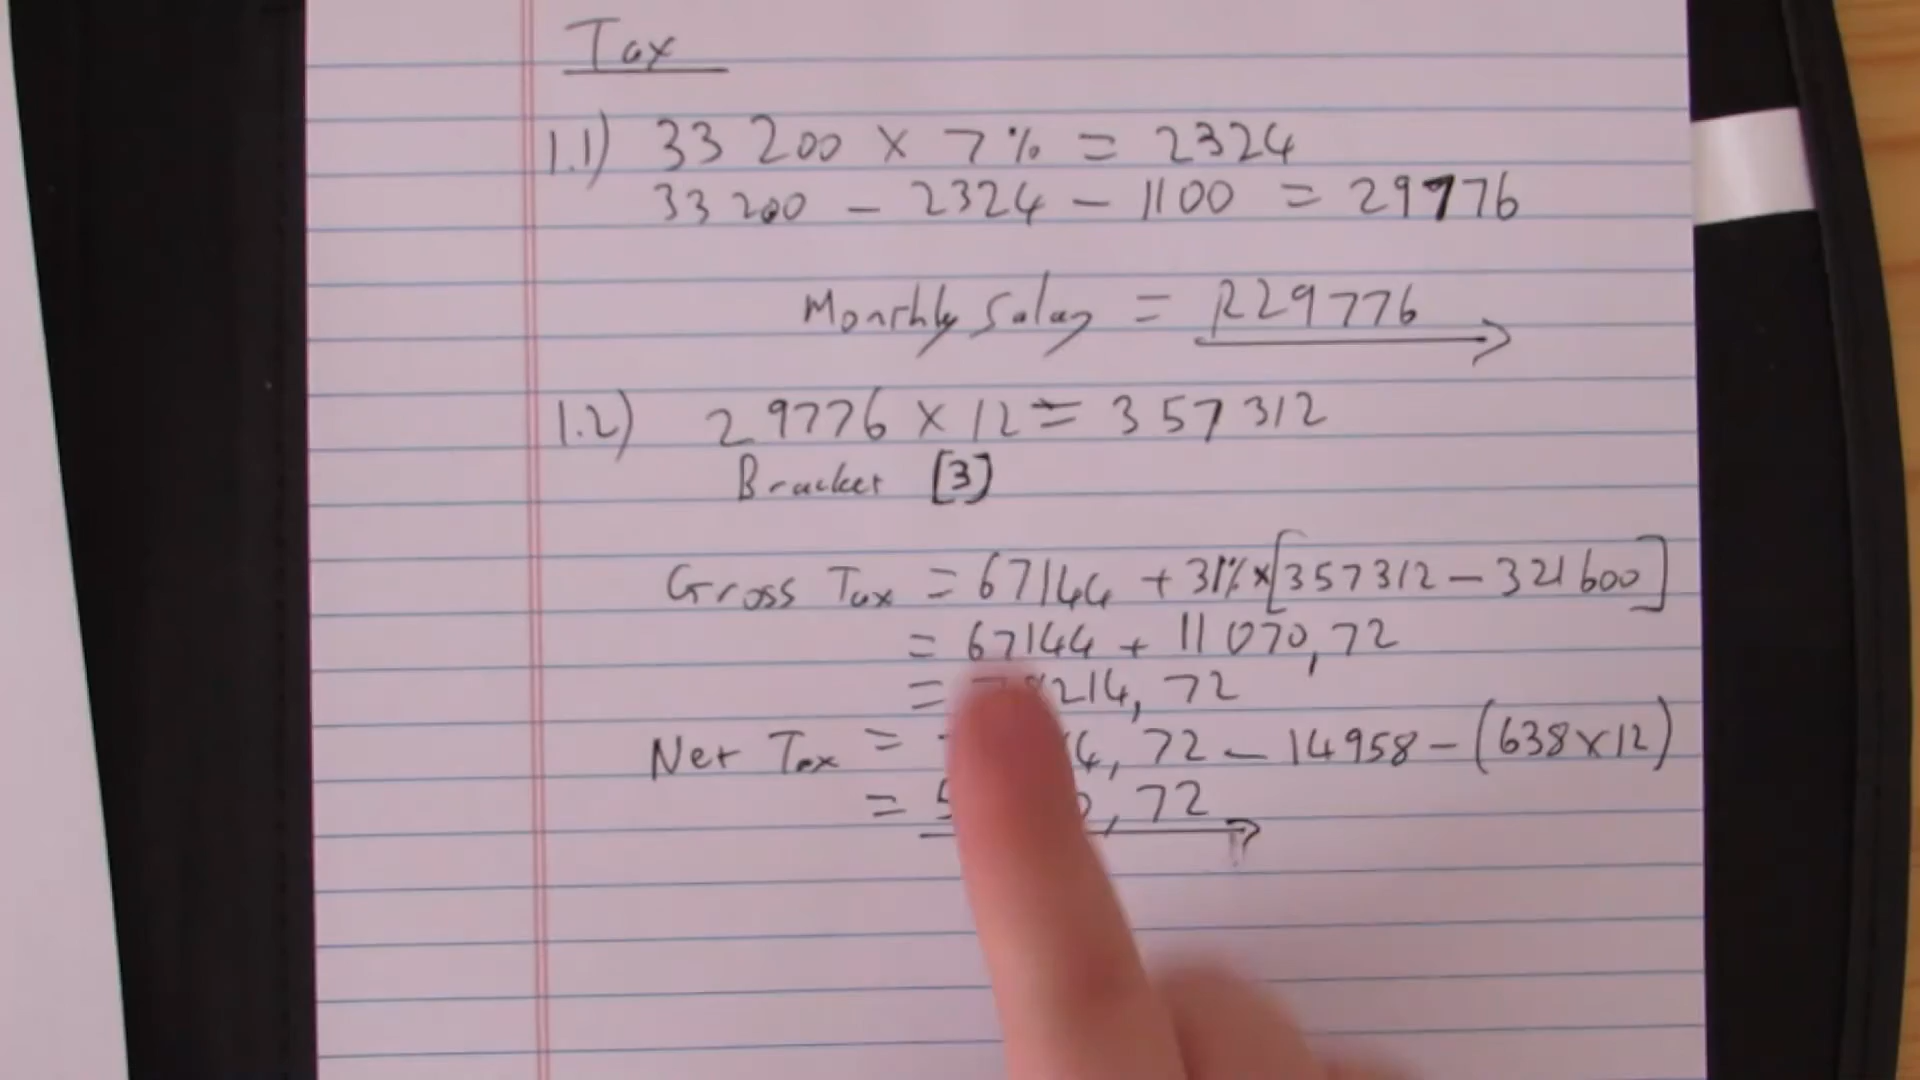 Tax
1.1) 33 200 x 7% = 2324
33 200 - 2324 - 1100 = 29776
Monthly Salary = R29776
1.2) 29776 x 12 = 357312
Bracket [3]
Gross Tax = 67144 + 31% x [357312 - 321600]
= 67144 + 11 070,72
= 214,72
Net Tax = 4,72 - 14958 - (638 x 12)
= ,72